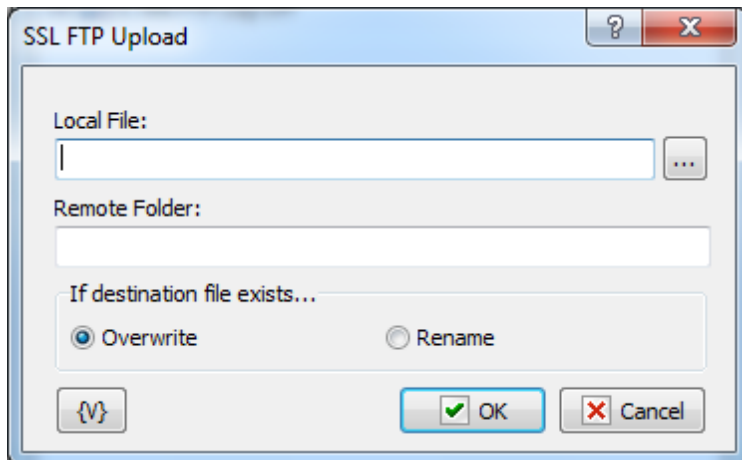 SSL FTP Upload
?
Local File:
...
Remote Folder:
If destination file exists...
Overwrite
Rename
{V}
OK
Cancel